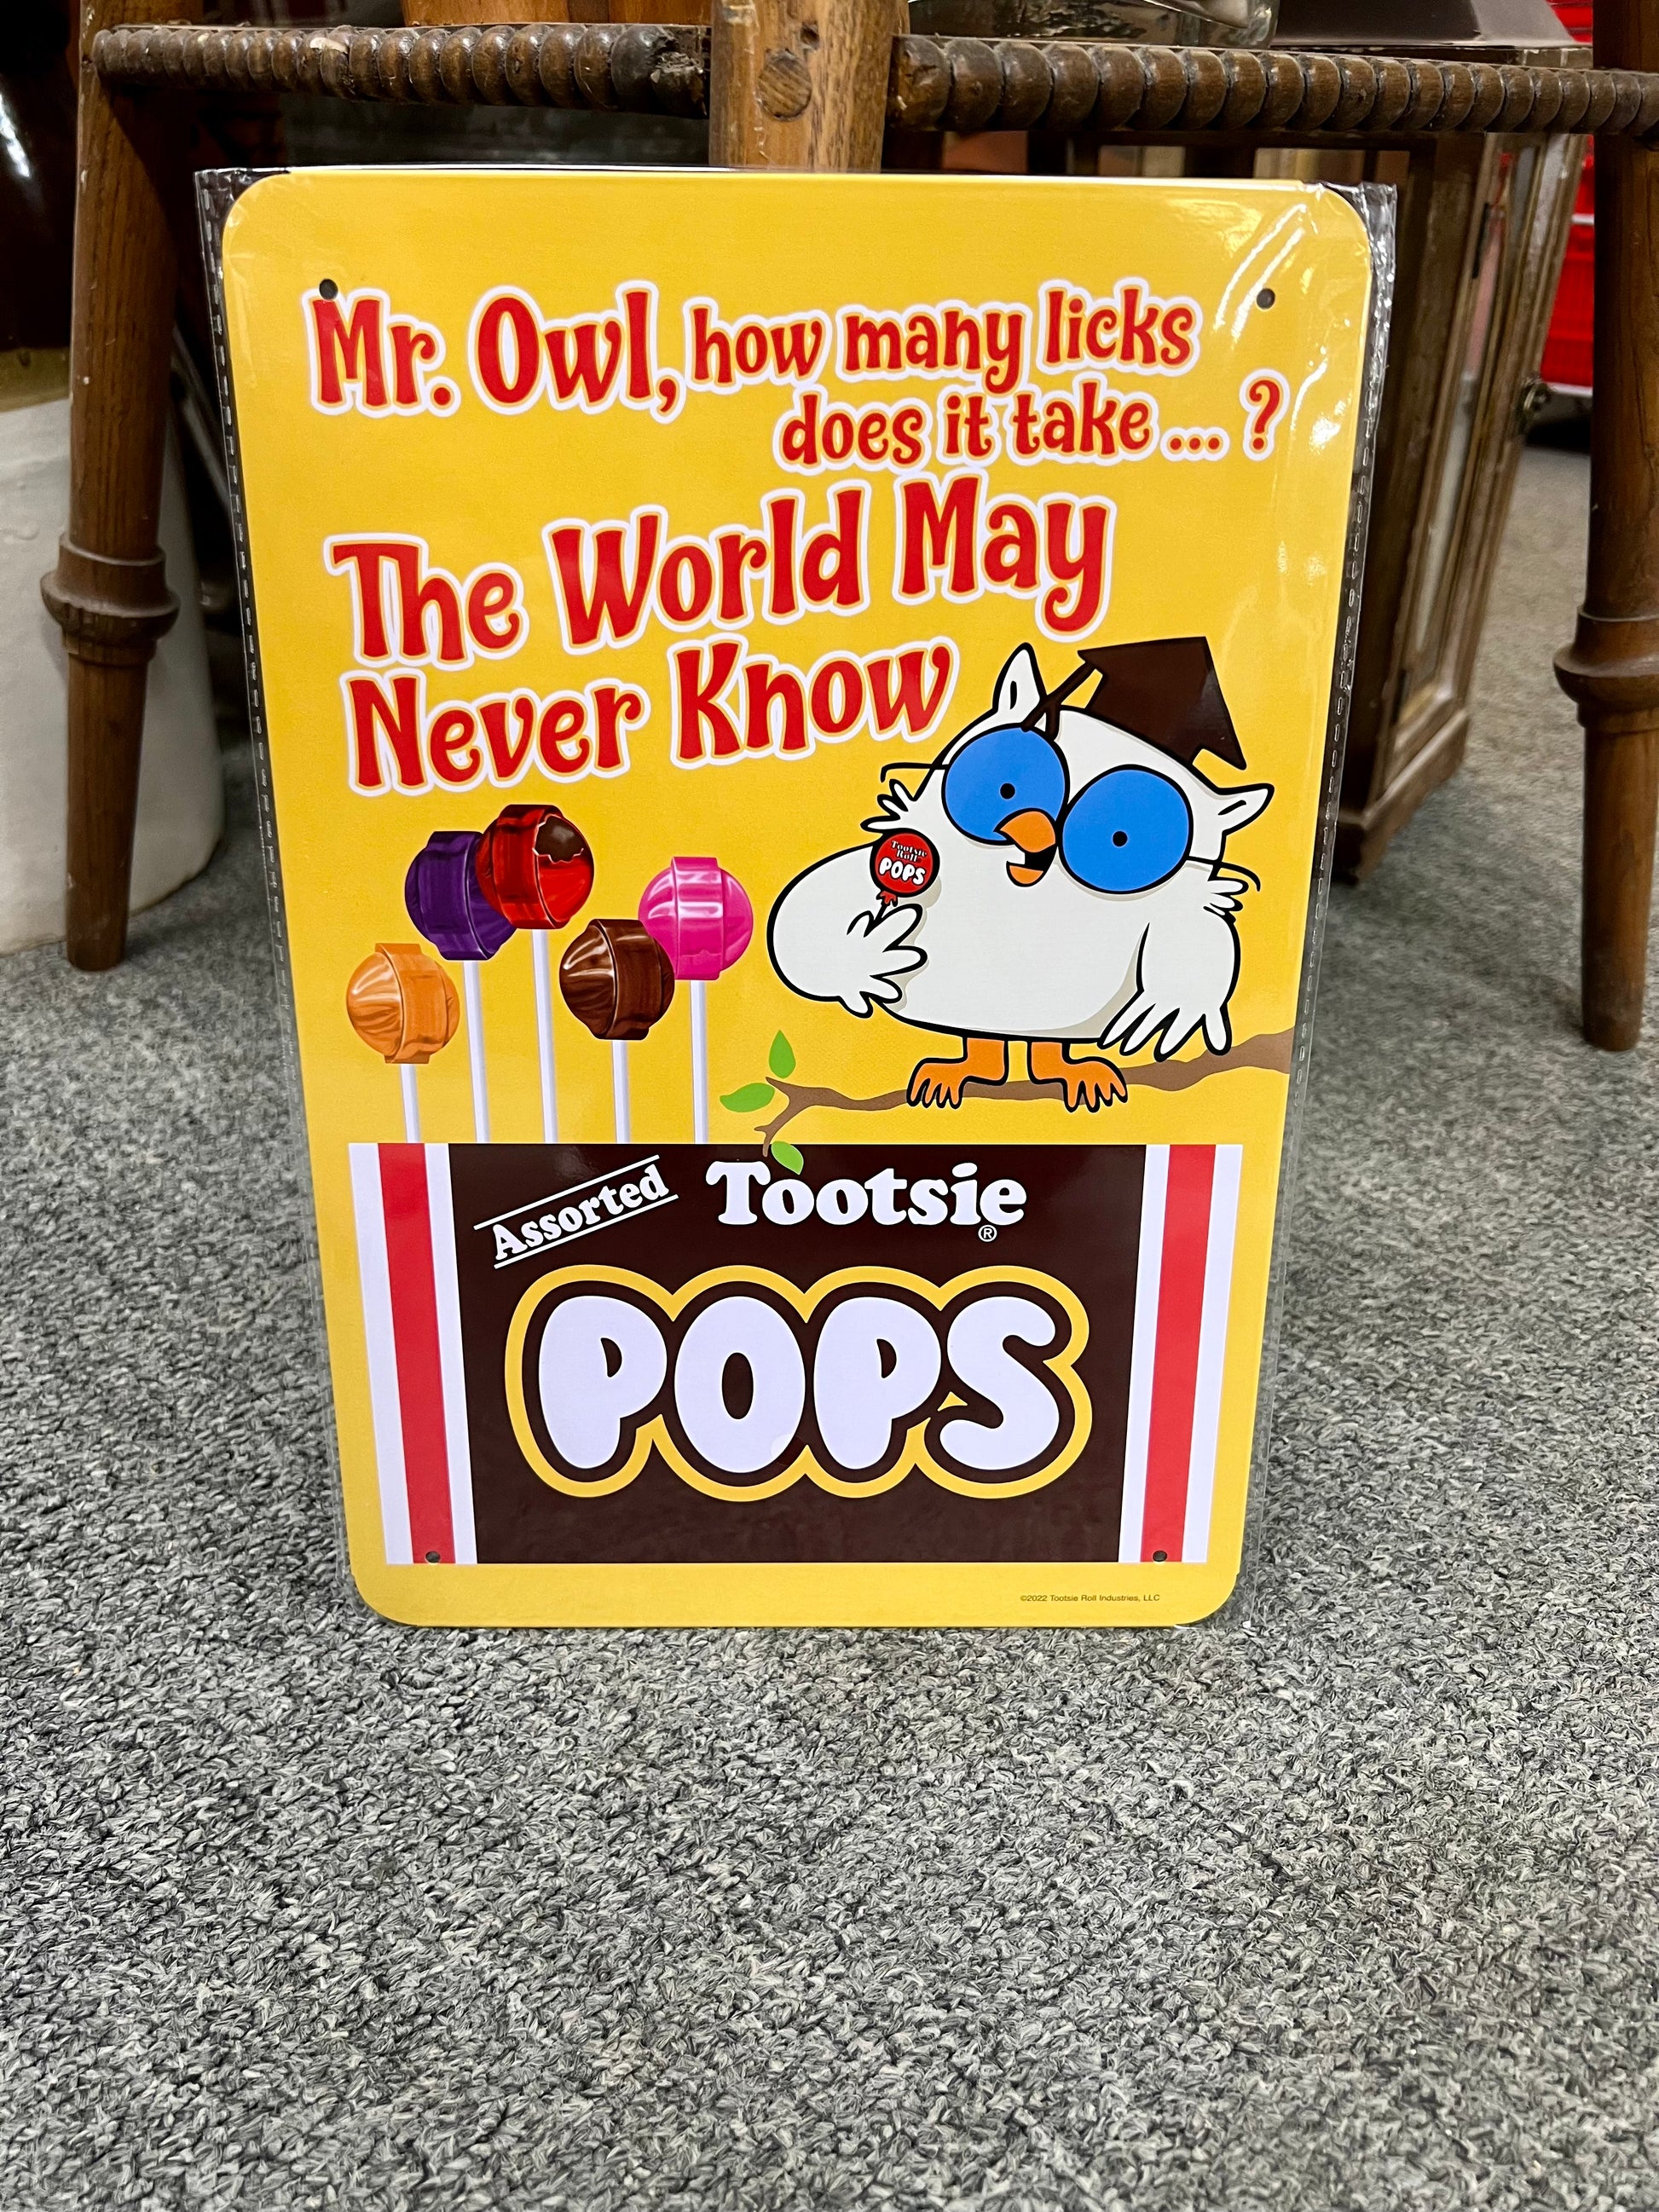 Mr. Owl, how many licks
does it take ... ?
The World May
Never Know
Tootsie
Roll
POPS
Assorted Tootsie
®
POPS
©2022 Tootsie Roll Industries, LLC